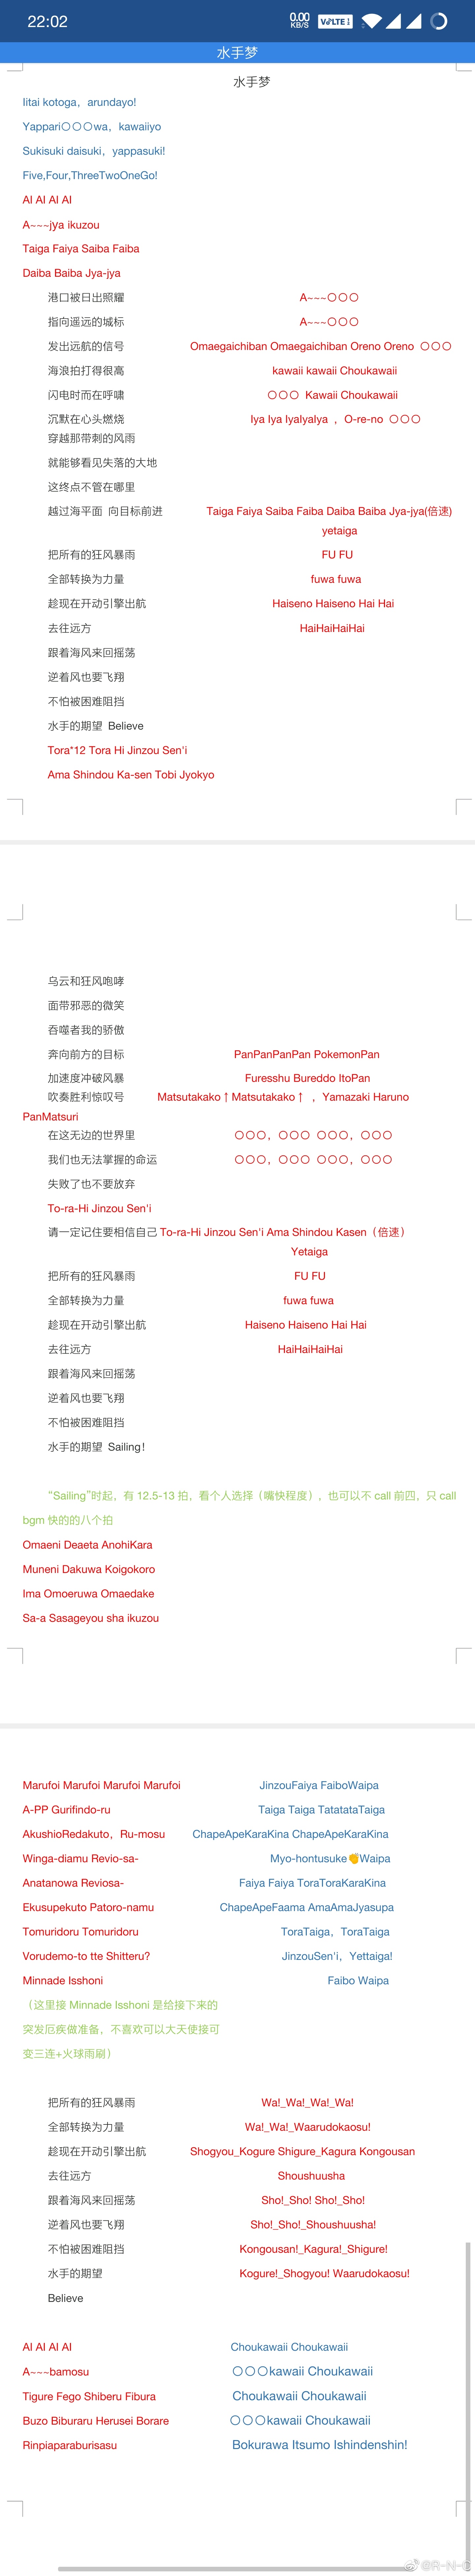 22:02
0.00 KB/S VoLTE
水手梦
水手梦
Iitai kotoga，arundayo!
Yappari〇〇〇wa，kawaiiyo
Sukisuki daisuki，yappasuki!
Five,Four,ThreeTwoOneGo!
AI AI AI AI
A~~~jya ikuzou
Taiga Faiya Saiba Faiba
Daiba Baiba Jya-jya
港口被日出照耀 A~~~〇〇〇
指向遥远的城标 A~~~〇〇〇
发出远航的信号 Omaegaichiban Omaegaichiban Oreno Oreno 〇〇〇
海浪拍打得很高 kawaii kawaii Choukawaii
闪电时而在呼啸 〇〇〇 Kawaii Choukawaii
沉默在心头燃烧 Iya Iya IyaIyaIya ，O-re-no 〇〇〇
穿越那带刺的风雨
就能够看见失落的大地
这终点不管在哪里
越过海平面 向目标前进 Taiga Faiya Saiba Faiba Daiba Baiba Jya-jya(倍速)
yetaiga
把所有的狂风暴雨 FU FU
全部转换为力量 fuwa fuwa
趁现在开动引擎出航 Haiseno Haiseno Hai Hai
去往远方 HaiHaiHaiHai
跟着海风来回摇荡
逆着风也要飞翔
不怕被困难阻挡
水手的期望 Believe
Tora*12 Tora Hi Jinzou Sen'i
Ama Shindou Ka-sen Tobi Jyokyo
乌云和狂风咆哮
面带邪恶的微笑
吞噬者我的骄傲
奔向前方的目标 PanPanPanPan PokemonPan
加速度冲破风暴 Furesshu Bureddo ItoPan
吹奏胜利惊叹号 Matsutakako↑Matsutakako↑ ，Yamazaki Haruno
PanMatsuri
在这无边的世界里 〇〇〇，〇〇〇 〇〇〇，〇〇〇
我们也无法掌握的命运 〇〇〇，〇〇〇 〇〇〇，〇〇〇
失败了也不要放弃
To-ra-Hi Jinzou Sen'i
请一定记住要相信自己 To-ra-Hi Jinzou Sen'i Ama Shindou Kasen（倍速）
Yetaiga
把所有的狂风暴雨 FU FU
全部转换为力量 fuwa fuwa
趁现在开动引擎出航 Haiseno Haiseno Hai Hai
去往远方 HaiHaiHaiHai
跟着海风来回摇荡
逆着风也要飞翔
不怕被困难阻挡
水手的期望 Sailing！
“Sailing”时起，有 12.5-13 拍，看个人选择（嘴快程度），也可以不 call 前四，只 call
bgm 快的的八个拍
Omaeni Deaeta AnohiKara
Muneni Dakuwa Koigokoro
Ima Omoeruwa Omaedake
Sa-a Sasageyou sha ikuzou
Marufoi Marufoi Marufoi Marufoi JinzouFaiya FaiboWaipa
A-PP Gurifindo-ru Taiga Taiga TatatataTaiga
AkushioRedakuto，Ru-mosu ChapeApeKaraKina ChapeApeKaraKina
Winga-diamu Revio-sa- Myo-hontusuke👏Waipa
Anatanowa Reviosa- Faiya Faiya ToraToraKaraKina
Ekusupekuto Patoro-namu ChapeApeFaama AmaAmaJyasupa
Tomuridoru Tomuridoru ToraTaiga，ToraTaiga
Vorudemo-to tte Shitteru? JinzouSen'i，Yettaiga!
Minnade Isshoni Faibo Waipa
（这里接 Minnade Isshoni 是给接下来的
突发厄疾做准备，不喜欢可以大天使接可
变三连+火球雨刷）
把所有的狂风暴雨 Wa!_Wa!_Wa!_Wa!
全部转换为力量 Wa!_Wa!_Waarudokaosu!
趁现在开动引擎出航 Shogyou_Kogure Shigure_Kagura Kongousan
去往远方 Shoushuusha
跟着海风来回摇荡 Sho!_Sho! Sho!_Sho!
逆着风也要飞翔 Sho!_Sho!_Shoushuusha!
不怕被困难阻挡 Kongousan!_Kagura!_Shigure!
水手的期望 Kogure!_Shogyou! Waarudokaosu!
Believe
AI AI AI AI Choukawaii Choukawaii
A~~~bamosu 〇〇〇kawaii Choukawaii
Tigure Fego Shiberu Fibura Choukawaii Choukawaii
Buzo Biburaru Herusei Borare 〇〇〇kawaii Choukawaii
Rinpiaparaburisasu Bokurawa Itsumo Ishindenshin!